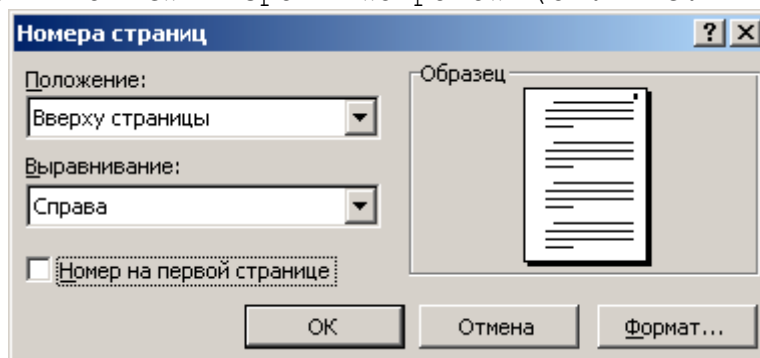 Номера страниц
Положение:
Образец
Вверху страницы
Выравнивание:
Справа
Номер на первой странице
ОК
Отмена
Формат...